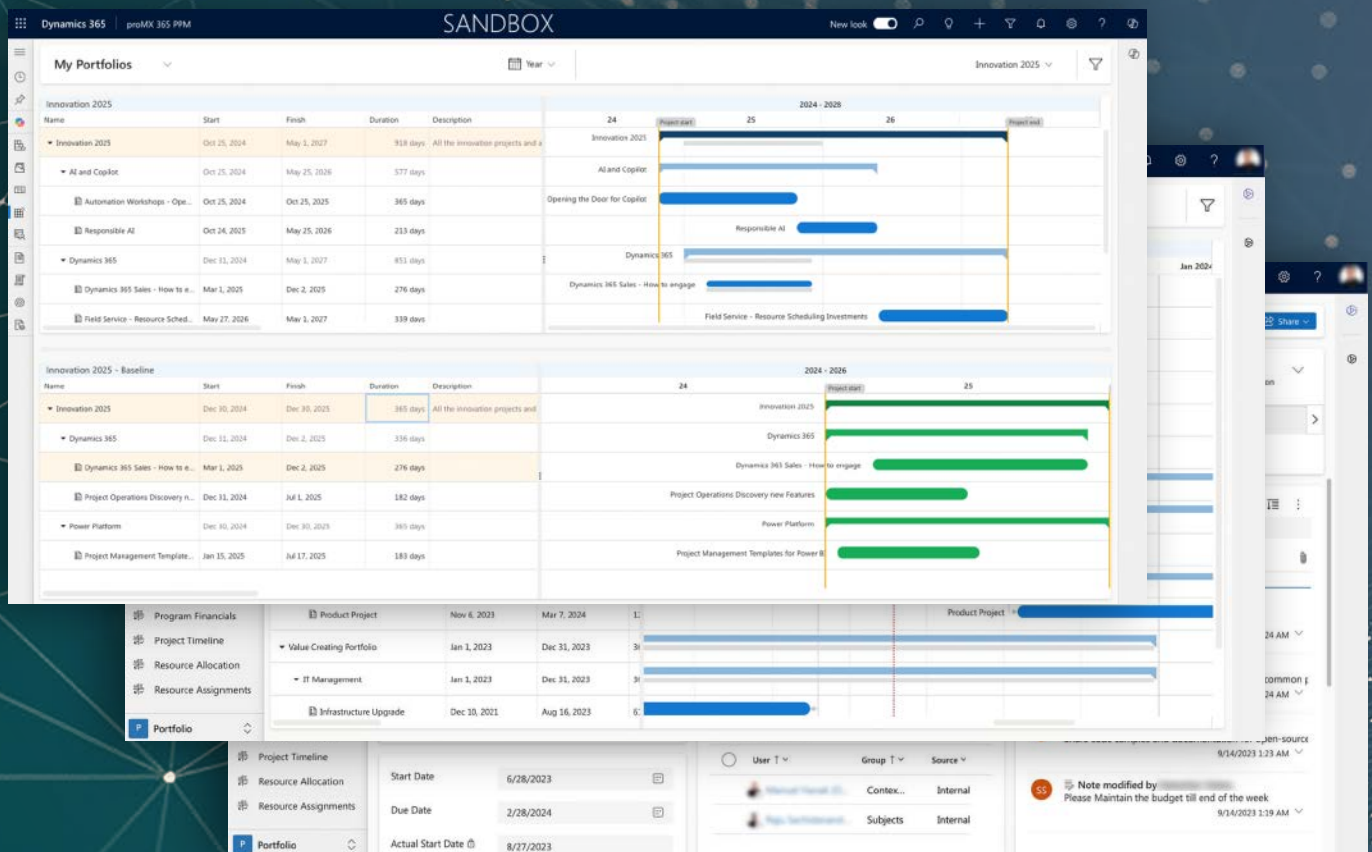 Dynamics 365 proMX 365 PPM SANDBOX New look
My Portfolios Year Innovation 2025
Innovation 2025 2024 - 2028
Name Start Finish Duration Description 24 Project start 25 26 Project end
Innovation 2025 Oct 25, 2024 May 1, 2027 918 days All the innovation projects and a Innovation 2025
AI and Copilot Oct 25, 2024 May 25, 2026 577 days AI and Copilot
Automation Workshops - Ope... Oct 25, 2024 Oct 25, 2025 365 days Opening the Door for Copilot
Responsible AI Oct 24, 2025 May 25, 2026 213 days Responsible AI
Dynamics 365 Dec 31, 2024 May 1, 2027 851 days Dynamics 365
Dynamics 365 Sales - How to e... Mar 1, 2025 Dec 2, 2025 276 days Dynamics 365 Sales - How to engage
Field Service - Resource Sched... May 27, 2026 May 1, 2027 339 days Field Service - Resource Scheduling Investments
Innovation 2025 - Baseline 2024 - 2026
Name Start Finish Duration Description 24 Project start 25
Innovation 2025 Dec 30, 2024 Dec 30, 2025 365 days All the innovation projects and Innovation 2025
Dynamics 365 Dec 31, 2024 Dec 2, 2025 336 days Dynamics 365
Dynamics 365 Sales - How to e... Mar 1, 2025 Dec 2, 2025 276 days Dynamics 365 Sales - How to engage
Project Operations Discovery n... Dec 31, 2024 Jul 1, 2025 182 days Project Operations Discovery new Features
Power Platform Dec 30, 2024 Dec 30, 2025 365 days Power Platform
Project Management Template... Jan 15, 2025 Jul 17, 2025 183 days Project Management Templates for Power B
Jan 2024
Program Financials Product Project Nov 6, 2023 Mar 7, 2024 Product Project
Project Timeline Value Creating Portfolio Jan 1, 2023 Dec 31, 2023
Resource Allocation IT Management Jan 1, 2023 Dec 31, 2023
Resource Assignments Infrastructure Upgrade Dec 10, 2021 Aug 16, 2023
P Portfolio
Share
on
24 AM
common p
24 AM
Project Timeline Start Date 6/28/2023 User Group Source 9/14/2023 1:23 AM
Resource Allocation Due Date 2/28/2024 Contex... Internal SS Note modified by
Resource Assignments Actual Start Date 8/27/2023 Subjects Internal Please Maintain the budget till end of the week
P Portfolio 9/14/2023 1:19 AM